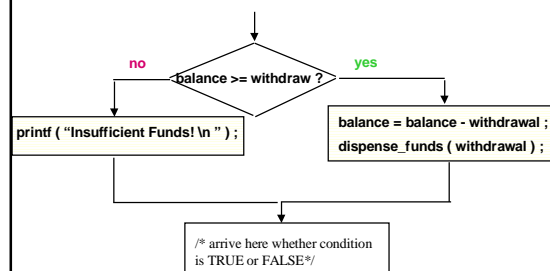 no
yes
balance >= withdraw ?
printf ( “Insufficient Funds! \n ” ) ;
balance = balance - withdrawal ;
dispense_funds ( withdrawal ) ;
/* arrive here whether condition
is TRUE or FALSE*/